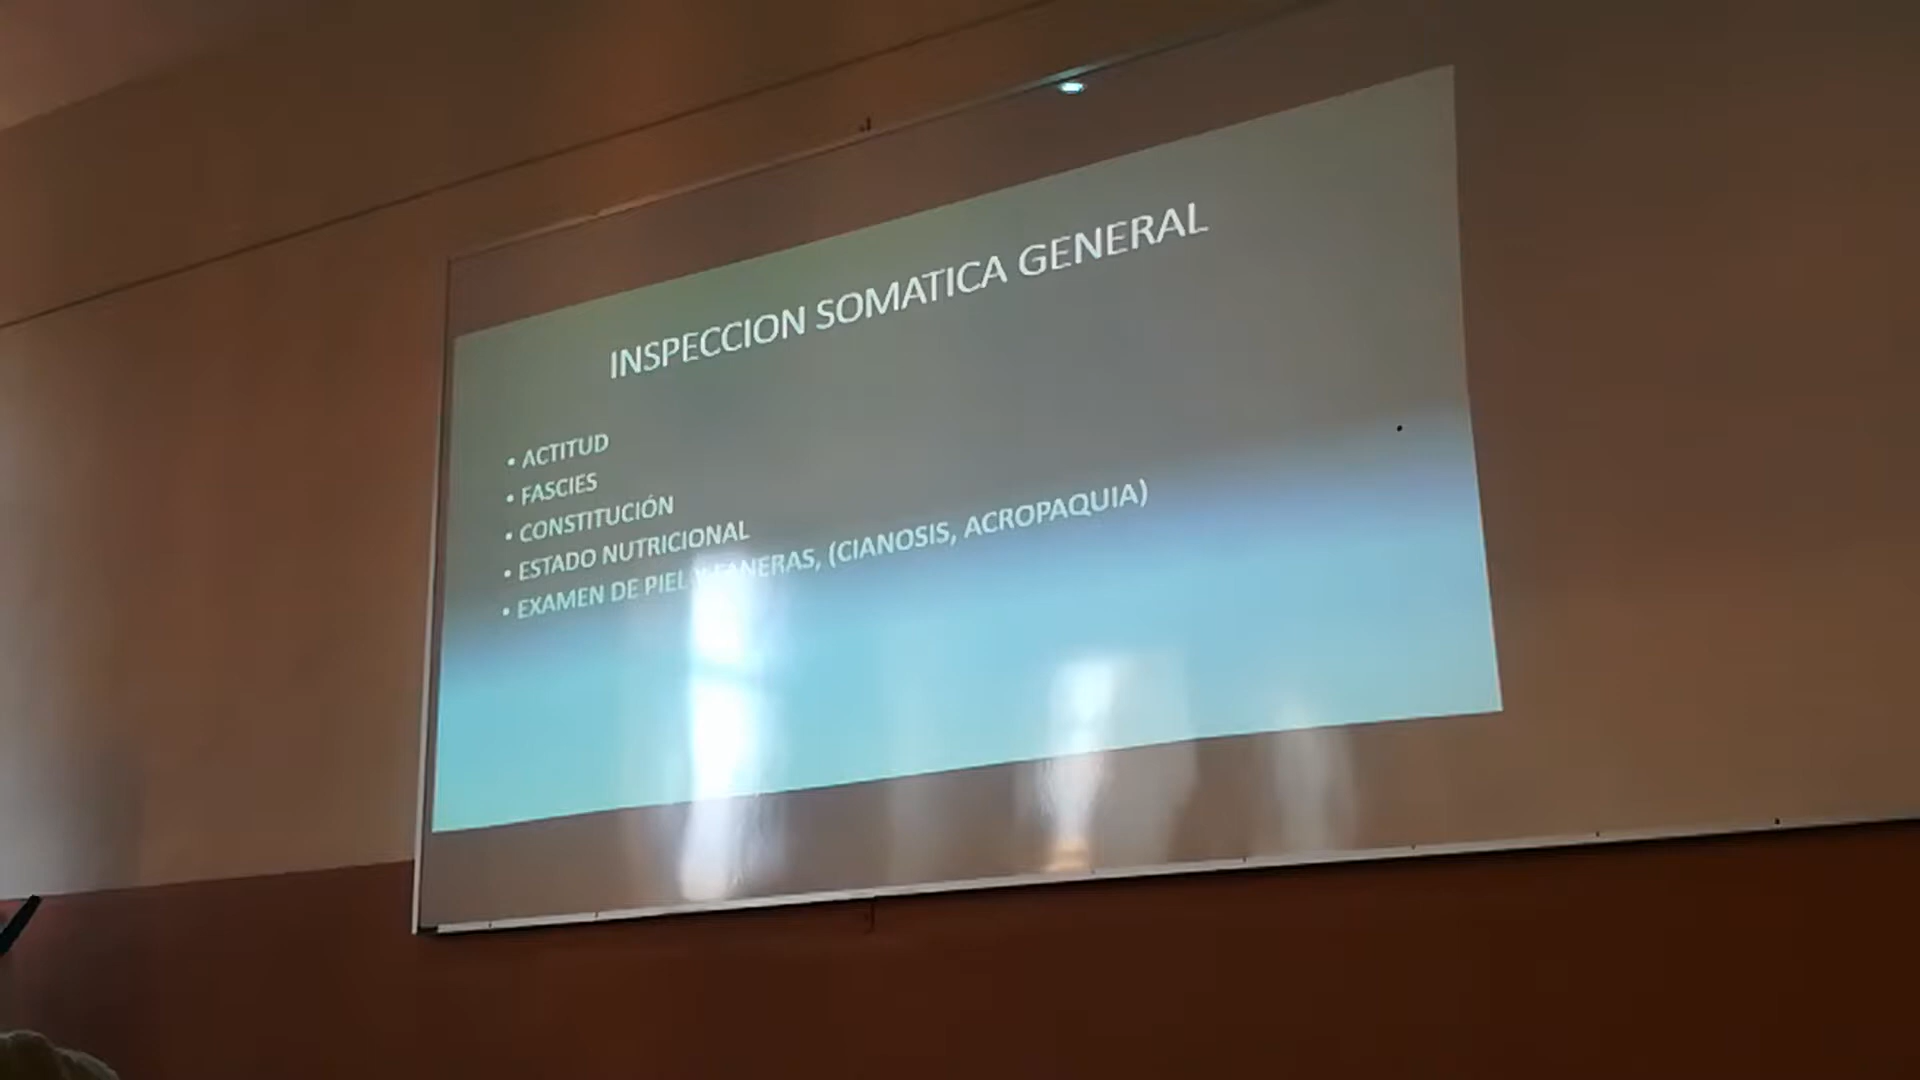 INSPECCION SOMATICA GENERAL
• ACTITUD
• FASCIES
• CONSTITUCIÓN
• ESTADO NUTRICIONAL
• EXAMEN DE PIEL Y FANERAS, (CIANOSIS, ACROPAQUIA)